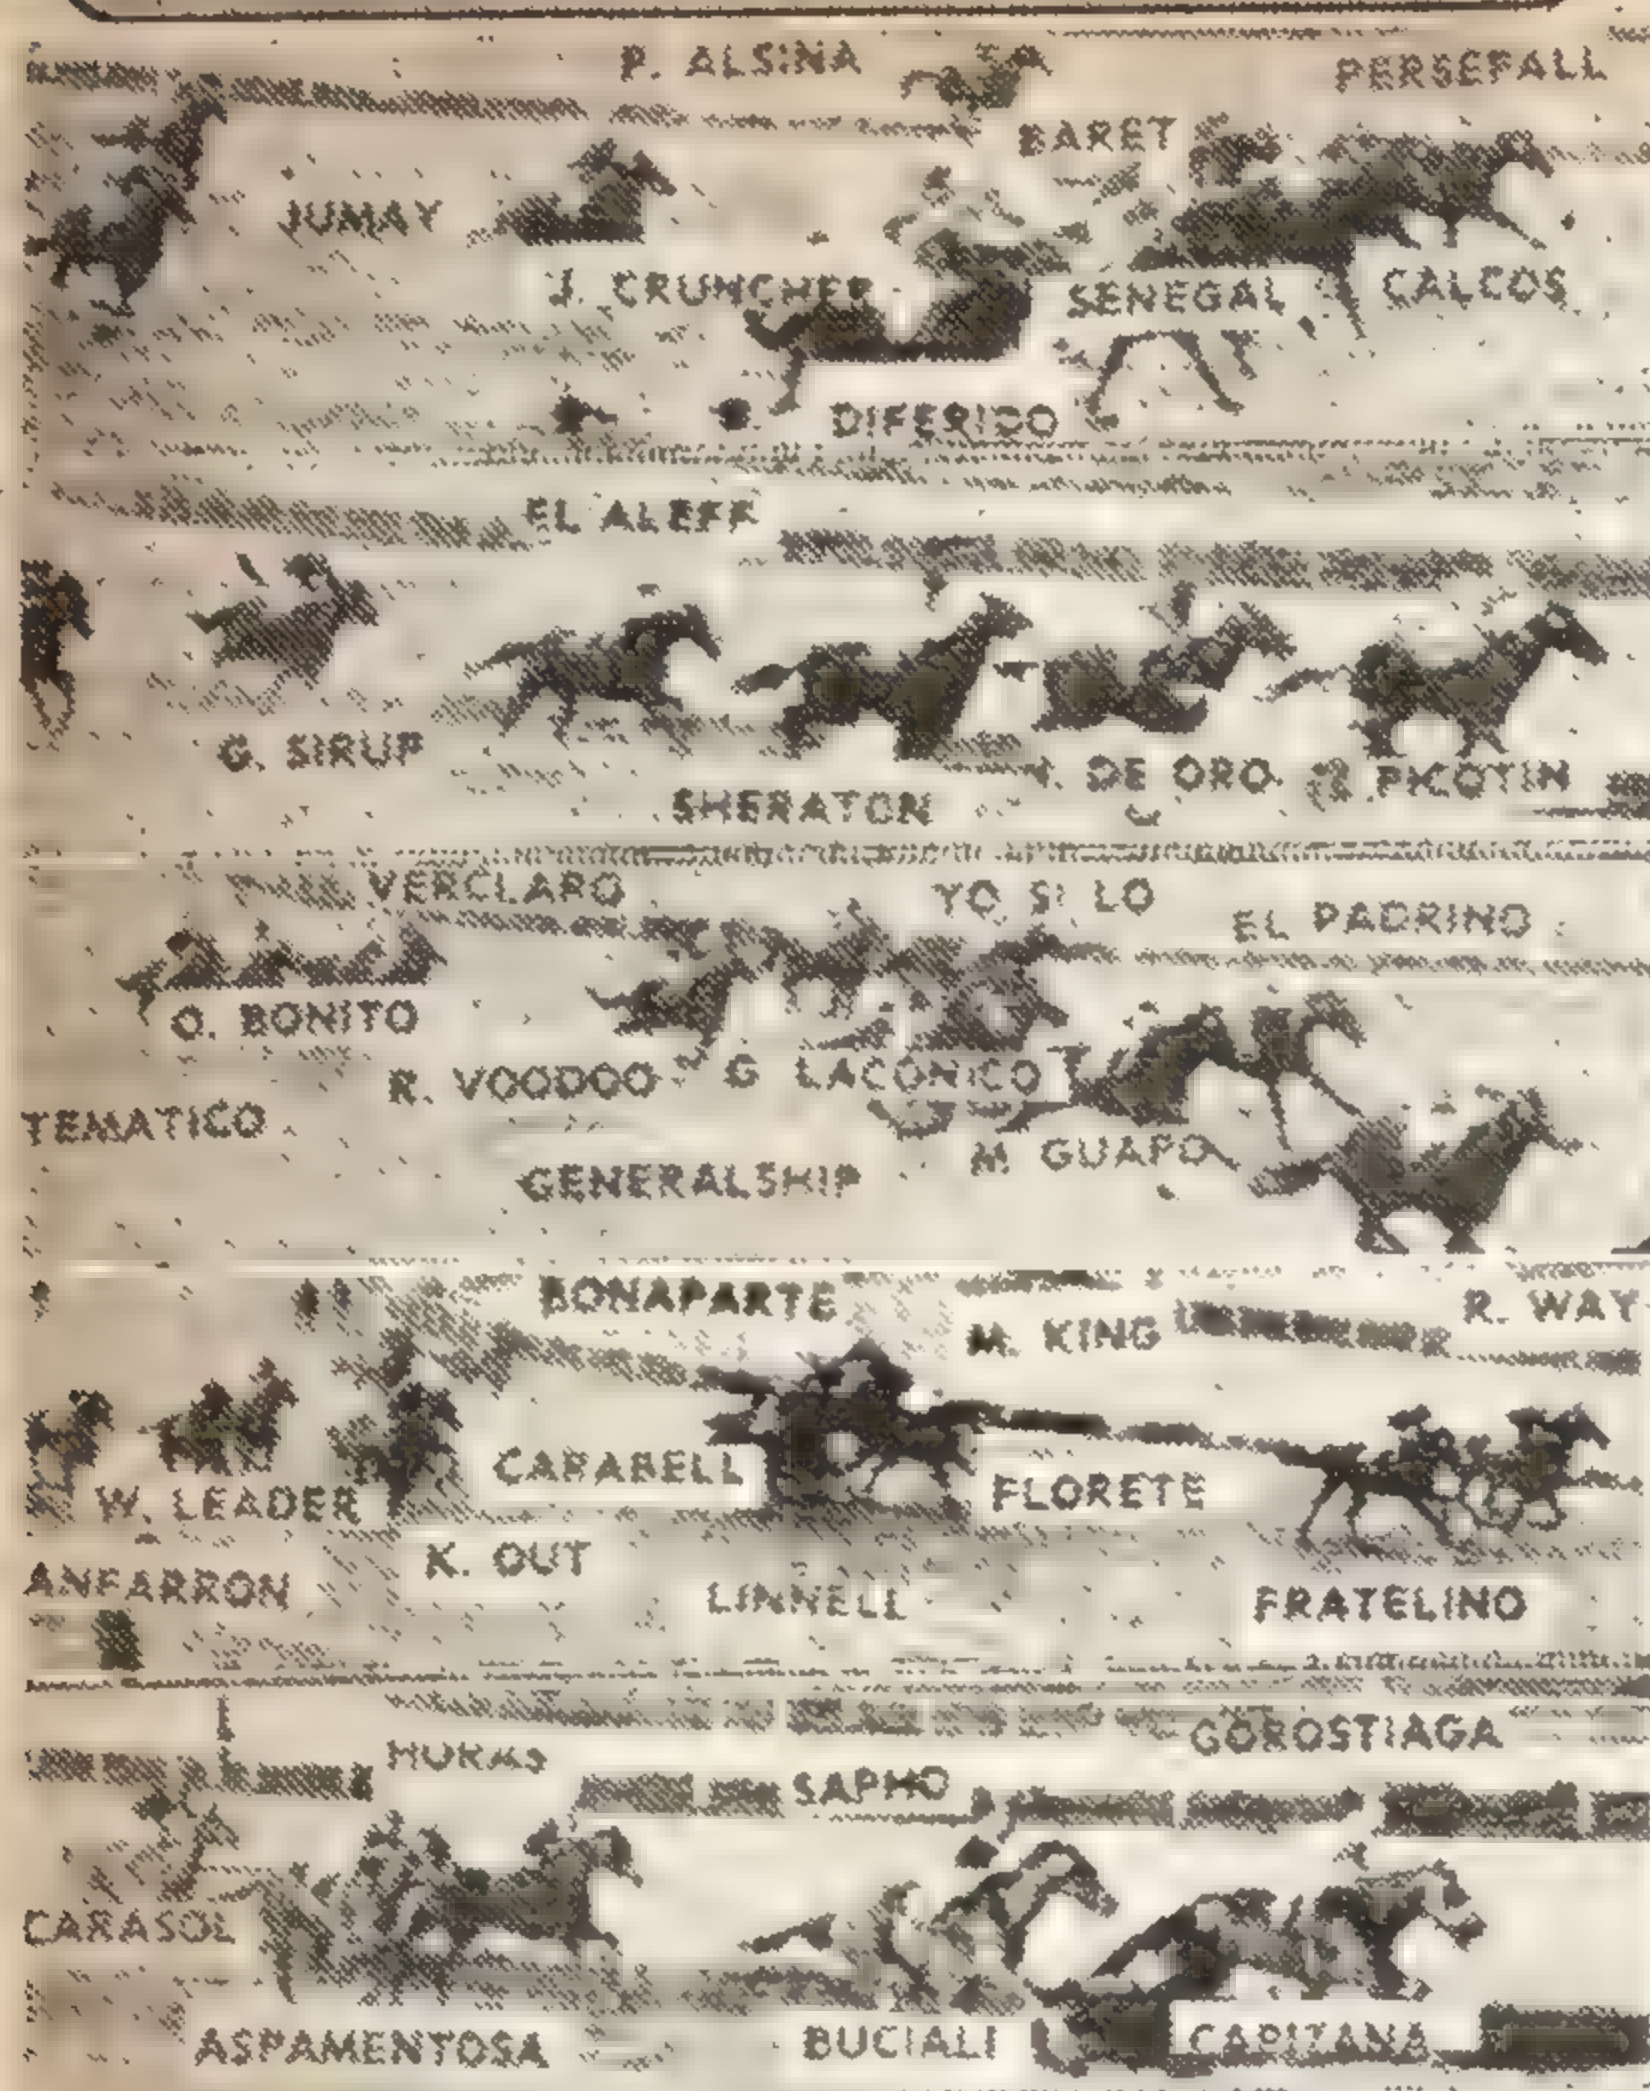 P. ALSINA
PERSEFALL
BARET
JUMAY
J. CRUNCHER
SENEGAL
CALCOS
DIFERIDO
EL ALEFF
G. SIRUP
DE ORO
PICOTIN
SHERATON
VERCLARO
YO SI LO
EL PADRINO
O. BONITO
R. VOODOO
G LACONICO
TEMATICO
M. GUAPO
GENERALSHIP
BONAPARTE
M. KING
R. WAY
CARABELL
FLORETE
W. LEADER
K. OUT
ANFARRON
LINNELL
FRATELINO
GOROSTIAGA
SAPHO
CARASOL
ASPAMENTOSA
BUCIALI
CAPITANA